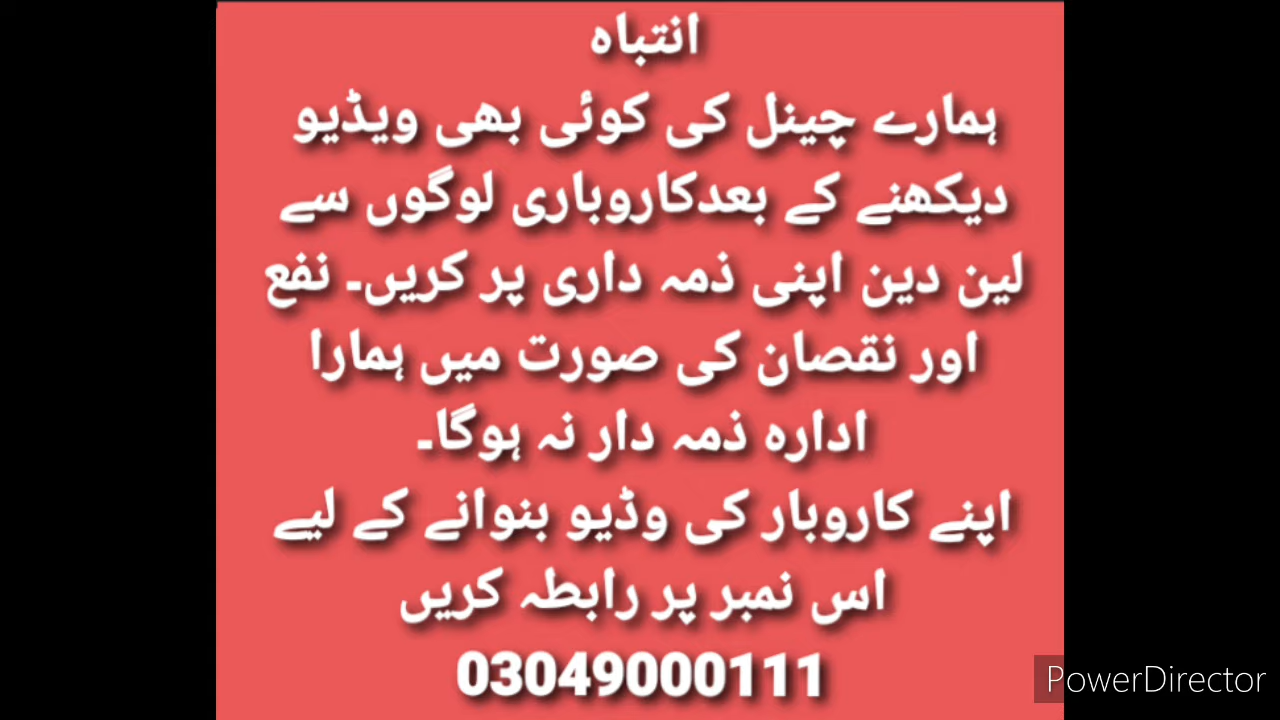 انتباہ
ہمارے چینل کی کوئی بھی ویڈیو
دیکھنے کے بعدکاروباری لوگوں سے
لین دین اپنی ذمہ داری پر کریں۔ نفع
اور نقصان کی صورت میں ہمارا
ادارہ ذمہ دار نہ ہوگا۔
اپنے کاروبار کی وڈیو بنوانے کے لیے
اس نمبر پر رابطہ کریں
03049000111
PowerDirector